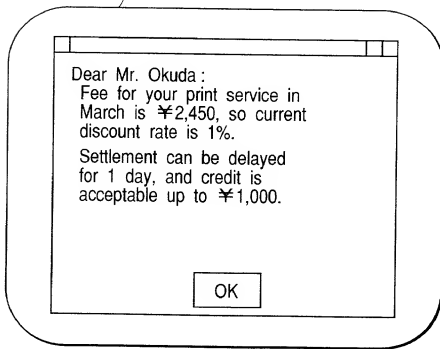 Dear Mr. Okuda :
Fee for your print service in
March is ¥2,450, so current
discount rate is 1%.
Settlement can be delayed
for 1 day, and credit is
acceptable up to ¥1,000.
OK